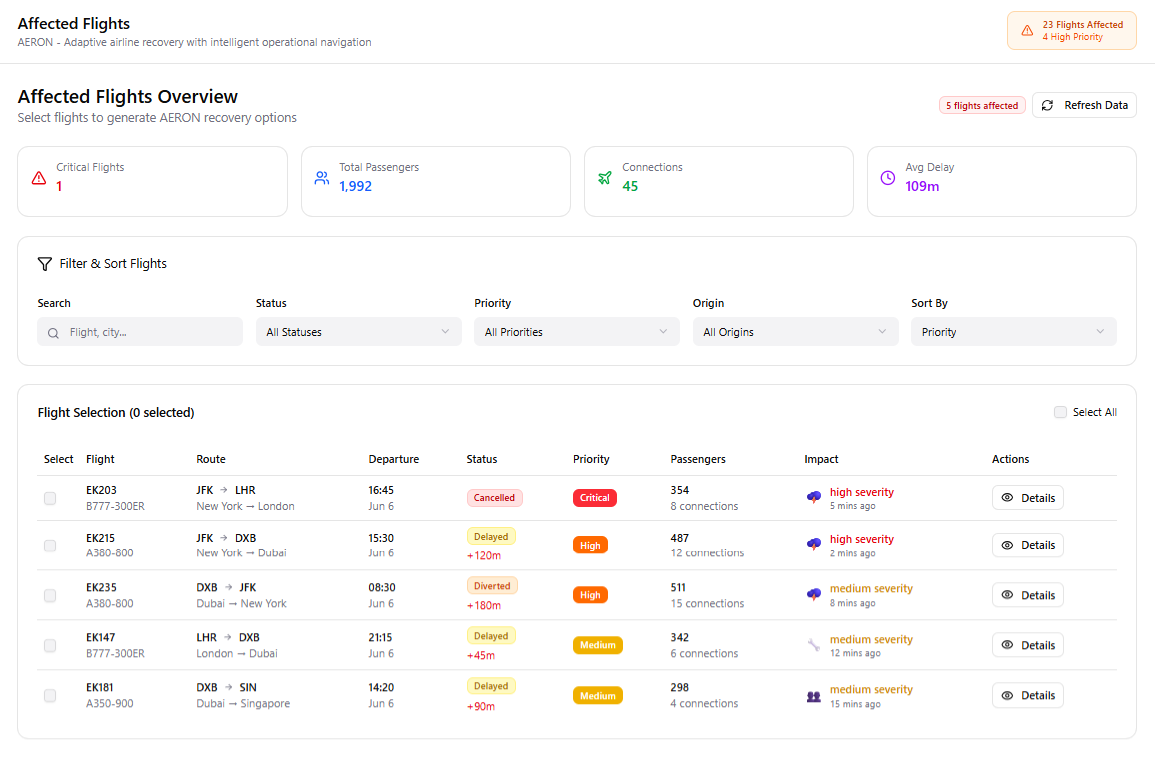 Affected Flights
AERON - Adaptive airline recovery with intelligent operational navigation
23 Flights Affected
4 High Priority
Affected Flights Overview
Select flights to generate AERON recovery options
5 flights affected
Refresh Data
Critical Flights
1
Total Passengers
1,992
Connections
45
Avg Delay
109m
Filter & Sort Flights
Search
Status
Priority
Origin
Sort By
Flight, city...
All Statuses
All Priorities
All Origins
Priority
Flight Selection (0 selected)
Select All
Select Flight Route Departure Status Priority Passengers Impact Actions
EK203 JFK → LHR 16:45 Cancelled Critical 354 high severity Details
B777-300ER New York → London Jun 6 8 connections 5 mins ago
EK215 JFK → DXB 15:30 Delayed High 487 high severity Details
A380-800 New York → Dubai Jun 6 +120m 12 connections 2 mins ago
EK235 DXB → JFK 08:30 Diverted High 511 medium severity Details
A380-800 Dubai → New York Jun 6 +180m 15 connections 8 mins ago
EK147 LHR → DXB 21:15 Delayed Medium 342 medium severity Details
B777-300ER London → Dubai Jun 6 +45m 6 connections 12 mins ago
EK181 DXB → SIN 14:20 Delayed Medium 298 medium severity Details
A350-900 Dubai → Singapore Jun 6 +90m 4 connections 15 mins ago